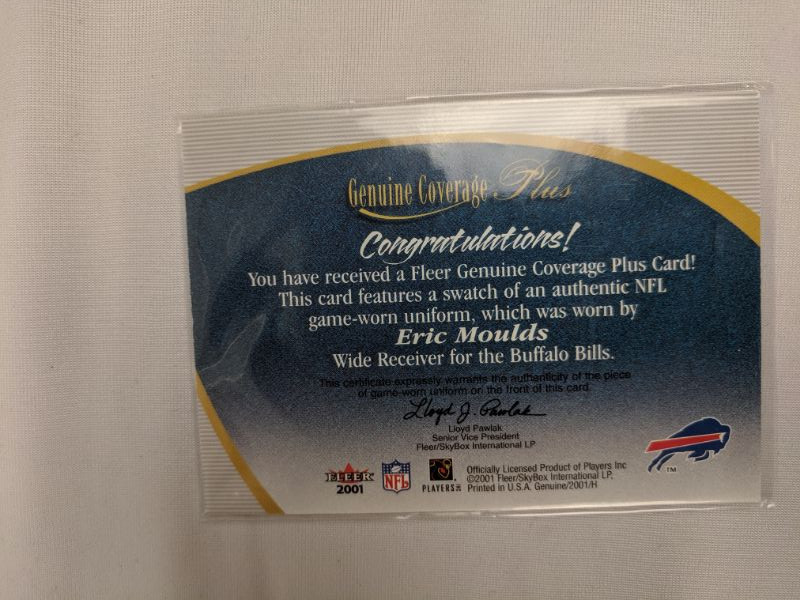 Genuine Coverage Plus
Congratulations!
You have received a Fleer Genuine Coverage Plus Card!
This card features a swatch of an authentic NFL
game-worn uniform, which was worn by
Eric Moulds
Wide Receiver for the Buffalo Bills.
This certificate expressly warrants the authenticity of the piece
of game-worn uniform on the front of this card.
Lloyd J. Pawlak
Lloyd Pawlak
Senior Vice President
Fleer/SkyBox International LP
FLEER
2001
NFL
PLAYERS INC
Officially Licensed Product of Players Inc
©2001 Fleer/SkyBox International LP,
Printed in U.S.A. Genuine/2001/H
TM